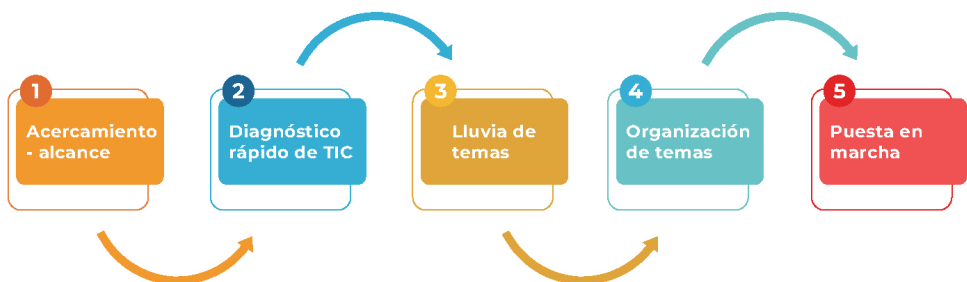 1
Acercamiento
- alcance
2
Diagnóstico
rápido de TIC
3
Lluvia de
temas
4
Organización
de temas
5
Puesta en
marcha